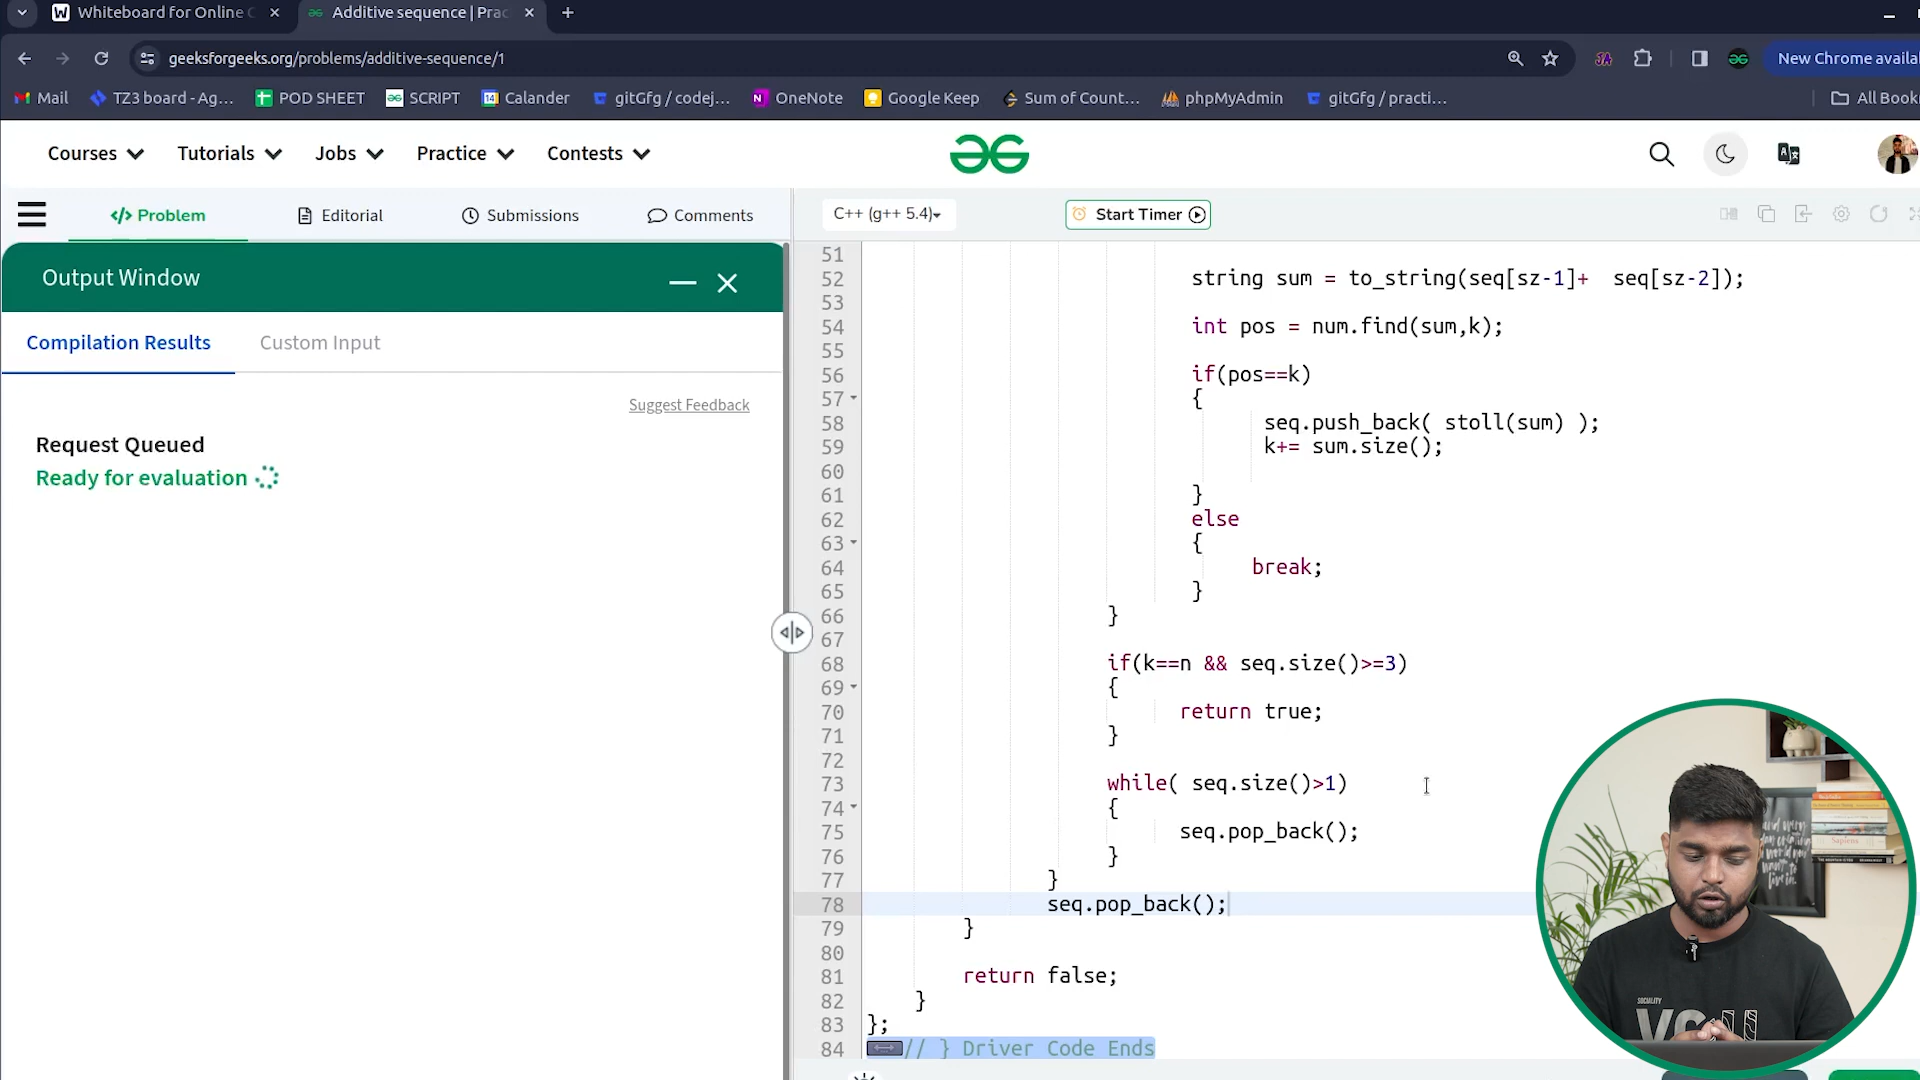 Whiteboard for Online C
Additive sequence | Prac
geeksforgeeks.org/problems/additive-sequence/1
New Chrome availa
Mail
TZ3 board - Ag...
POD SHEET
SCRIPT
Calander
gitGfg / codej...
OneNote
Google Keep
Sum of Count...
phpMyAdmin
gitGfg / practi...
All Book
Courses
Tutorials
Jobs
Practice
Contests
</> Problem
Editorial
Submissions
Comments
C++ (g++ 5.4)
Start Timer
Output Window
Compilation Results
Custom Input
Suggest Feedback
Request Queued
Ready for evaluation
51
52 string sum = to_string(seq[sz-1]+  seq[sz-2]);
53
54 int pos = num.find(sum,k);
55
56 if(pos==k)
57 {
58 seq.push_back( stoll(sum) );
59 k+= sum.size();
60
61 }
62 else
63 {
64 break;
65 }
66 }
67
68 if(k==n && seq.size()>=3)
69 {
70 return true;
71 }
72
73 while( seq.size()>1)
74 {
75 seq.pop_back();
76 }
77 }
78 seq.pop_back();
79 }
80
81 return false;
82 }
83 };
84 // } Driver Code Ends